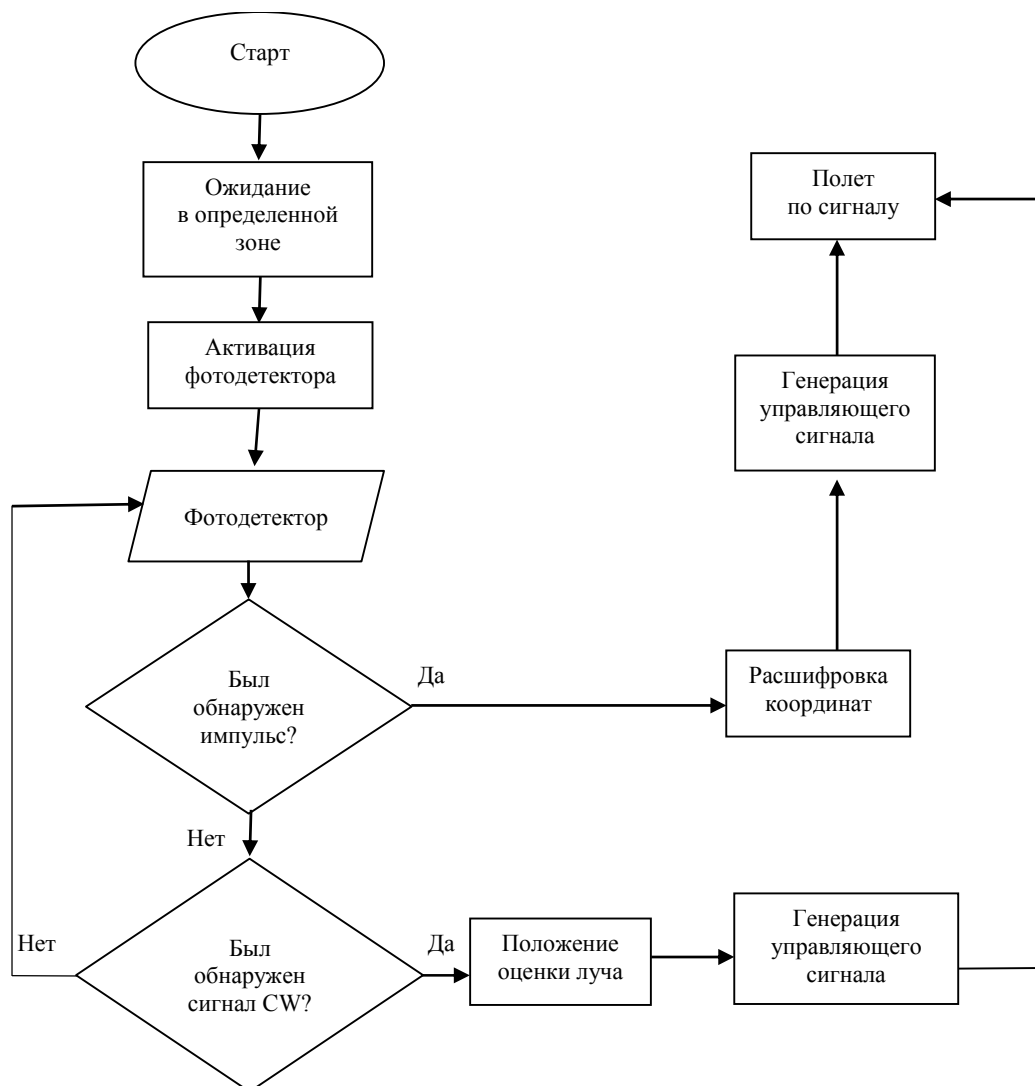 Старт
Ожидание
в определенной
зоне
Активация
фотодетектора
Фотодетектор
Был
обнаружен
импульс?
Да
Расшифровка
координат
Генерация
управляющего
сигнала
Полет
по сигналу
Нет
Был
обнаружен
сигнал CW?
Нет
Да
Положение
оценки луча
Генерация
управляющего
сигнала